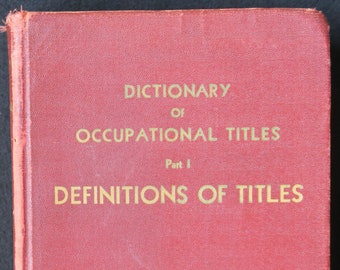 DICTIONARY
OF
OCCUPATIONAL TITLES
Part I
DEFINITIONS OF TITLES